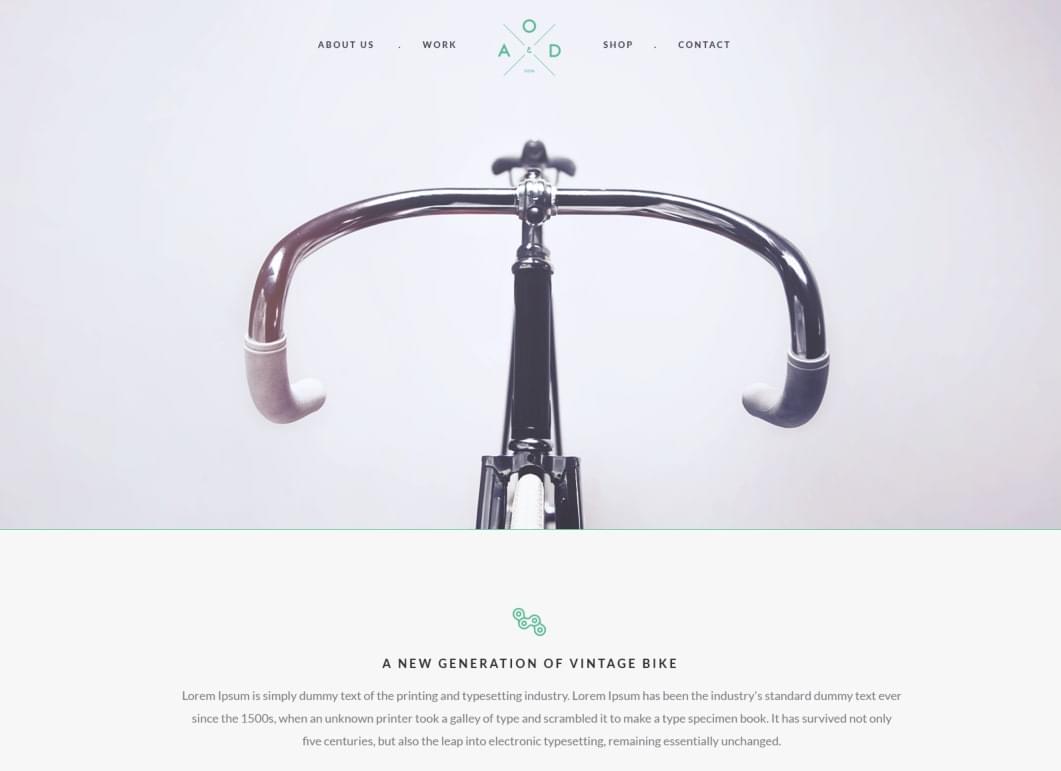 ABOUT US . WORK
O
A & D
SHOP . CONTACT
A NEW GENERATION OF VINTAGE BIKE
Lorem Ipsum is simply dummy text of the printing and typesetting industry. Lorem Ipsum has been the industry's standard dummy text ever
since the 1500s, when an unknown printer took a galley of type and scrambled it to make a type specimen book. It has survived not only
five centuries, but also the leap into electronic typesetting, remaining essentially unchanged.